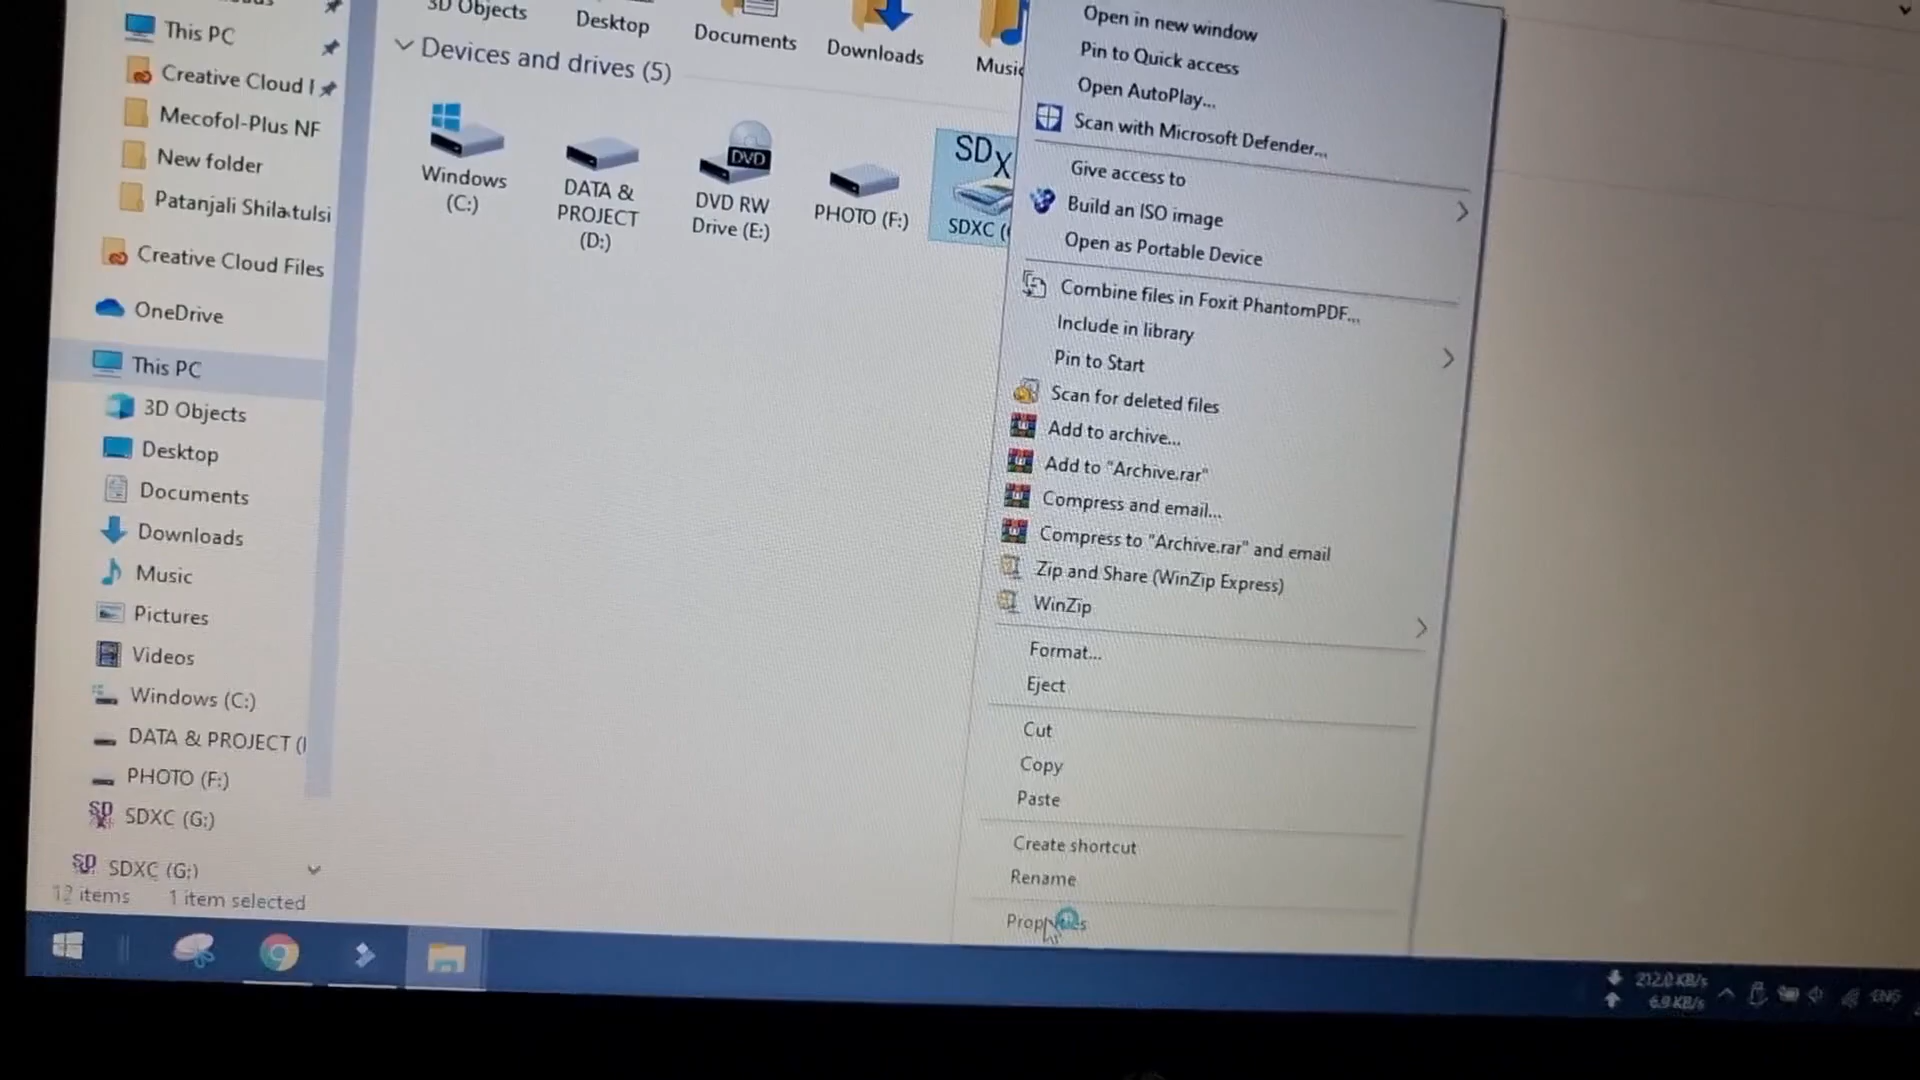 This PC
Creative Cloud
Mecofol-Plus NF
New folder
Patanjali Shilatulsi
Creative Cloud Files
OneDrive
This PC
3D Objects
Desktop
Documents
Downloads
Music
Pictures
Videos
Windows (C:)
DATA & PROJECT (
PHOTO (F:)
SDXC (G:)
SDXC (G:)
12 items 1 item selected
3D Objects
Desktop
Documents
Downloads
Music
Devices and drives (5)
Windows
(C:)
DATA &
PROJECT
(D:)
DVD
DVD RW
Drive (E:)
PHOTO (F:)
SDX
SDXC (
Open in new window
Pin to Quick access
Open AutoPlay...
Scan with Microsoft Defender...
Give access to
Build an ISO image
Open as Portable Device
Combine files in Foxit PhantomPDF...
Include in library
Pin to Start
Scan for deleted files
Add to archive...
Add to "Archive.rar"
Compress and email...
Compress to "Archive.rar" and email
Zip and Share (WinZip Express)
WinZip
Format...
Eject
Cut
Copy
Paste
Create shortcut
Rename
Properties
212.0 KB/s
6.9 KB/s
ENG